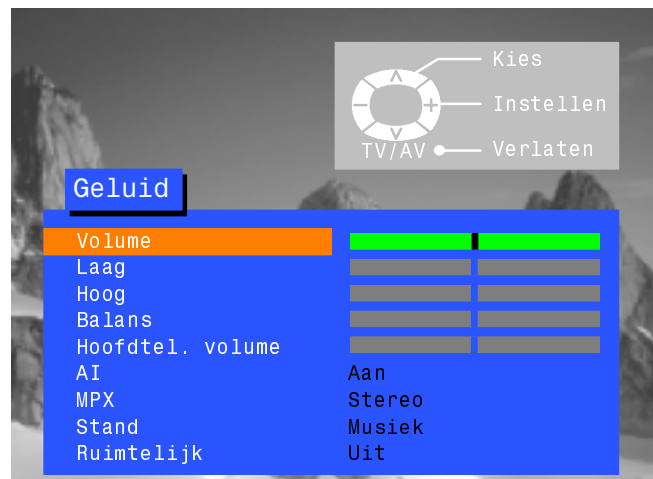 Kies
Instellen
TV/AV Verlaten
Geluid
Volume
Laag
Hoog
Balans
Hoofdtel. volume
AI Aan
MPX Stereo
Stand Musiek
Ruimtelijk Uit